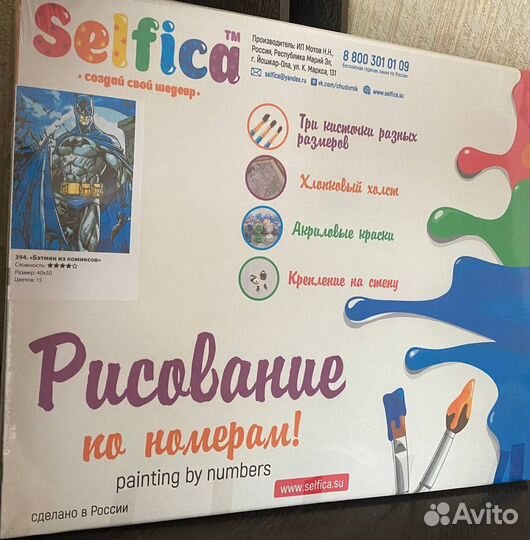 Selfica™
• создай свой шедевр •
Производитель: ИП Мотов Н.Н.,
Россия, Республика Марий Эл,
г. Йошкар-Ола, ул. К. Маркса, 131
8 800 301 01 09
Бесплатная горячая линия по России
selfica@yandex.ru vk.com/chudomik www.selfica.su
Три кисточки разных
размеров
Хлопковый холст
Акриловые краски
Крепление на стену
394. «Бэтмен из комиксов»
Сложность: ★★★★☆
Размер: 40х50
Цветов: 15
Рисование
по номерам!
painting by numbers
www.selfica.su
сделано в России
Avito